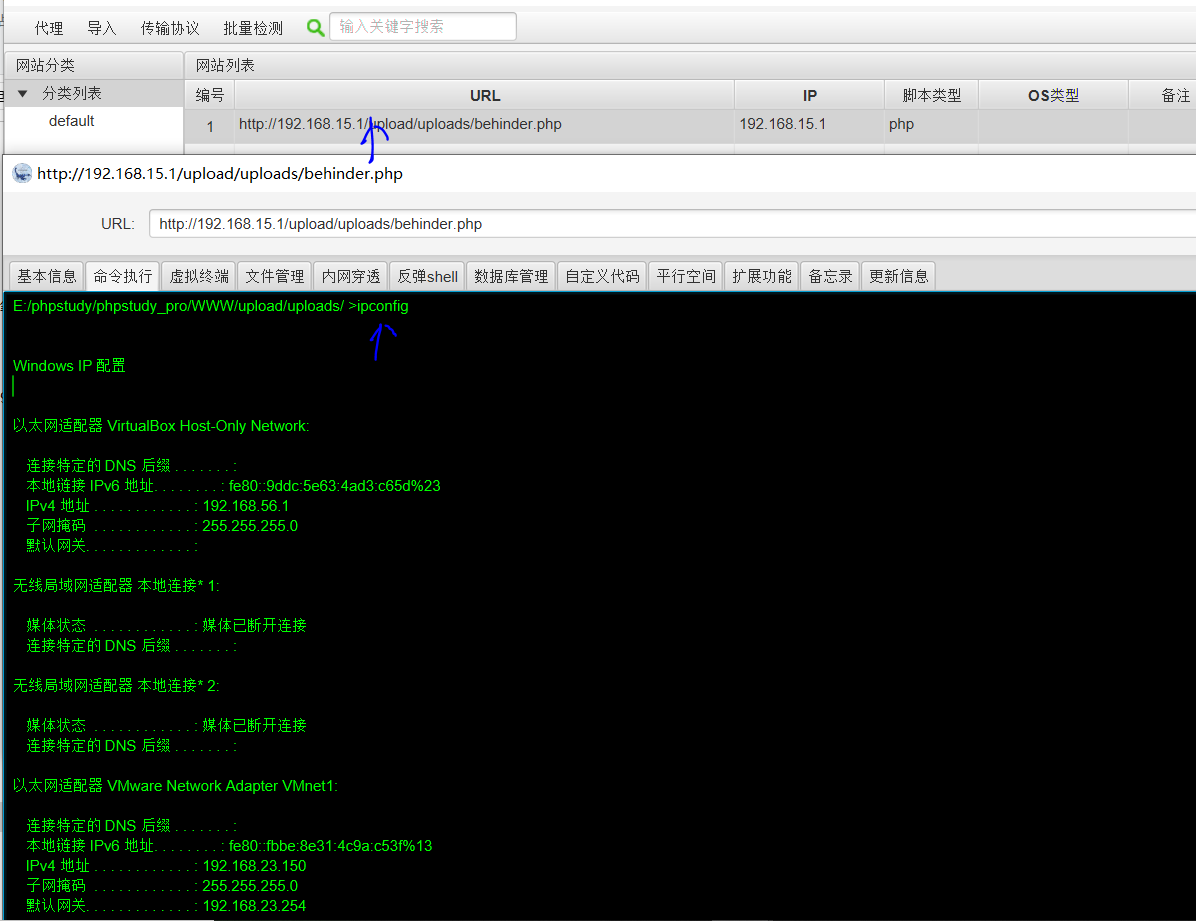 代理 导入 传输协议 批量检测 输入关键字搜索
网站分类 网站列表
分类列表 编号 URL IP 脚本类型 OS类型 备注
default 1 http://192.168.15.1/upload/uploads/behinder.php 192.168.15.1 php
http://192.168.15.1/upload/uploads/behinder.php
URL: http://192.168.15.1/upload/uploads/behinder.php
基本信息 命令执行 虚拟终端 文件管理 内网穿透 反弹shell 数据库管理 自定义代码 平行空间 扩展功能 备忘录 更新信息
E:/phpstudy/phpstudy_pro/WWW/upload/uploads/ >ipconfig
Windows IP 配置
以太网适配器 VirtualBox Host-Only Network:
连接特定的 DNS 后缀 . . . . . . . :
本地链接 IPv6 地址. . . . . . . . : fe80::9ddc:5e63:4ad3:c65d%23
IPv4 地址 . . . . . . . . . . . . : 192.168.56.1
子网掩码 . . . . . . . . . . . . : 255.255.255.0
默认网关. . . . . . . . . . . . . :
无线局域网适配器 本地连接* 1:
媒体状态 . . . . . . . . . . . . : 媒体已断开连接
连接特定的 DNS 后缀 . . . . . . . :
无线局域网适配器 本地连接* 2:
媒体状态 . . . . . . . . . . . . : 媒体已断开连接
连接特定的 DNS 后缀 . . . . . . . :
以太网适配器 VMware Network Adapter VMnet1:
连接特定的 DNS 后缀 . . . . . . . :
本地链接 IPv6 地址. . . . . . . . : fe80::fbbe:8e31:4c9a:c53f%13
IPv4 地址 . . . . . . . . . . . . : 192.168.23.150
子网掩码 . . . . . . . . . . . . : 255.255.255.0
默认网关. . . . . . . . . . . . . : 192.168.23.254